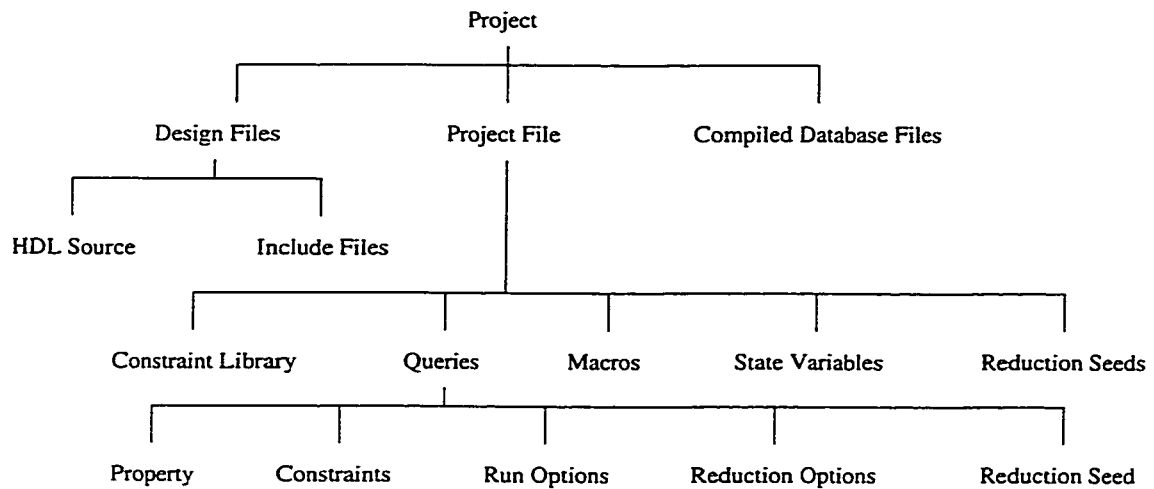 Project
Design Files Project File Compiled Database Files
HDL Source Include Files
Constraint Library Queries Macros State Variables Reduction Seeds
Property Constraints Run Options Reduction Options Reduction Seed